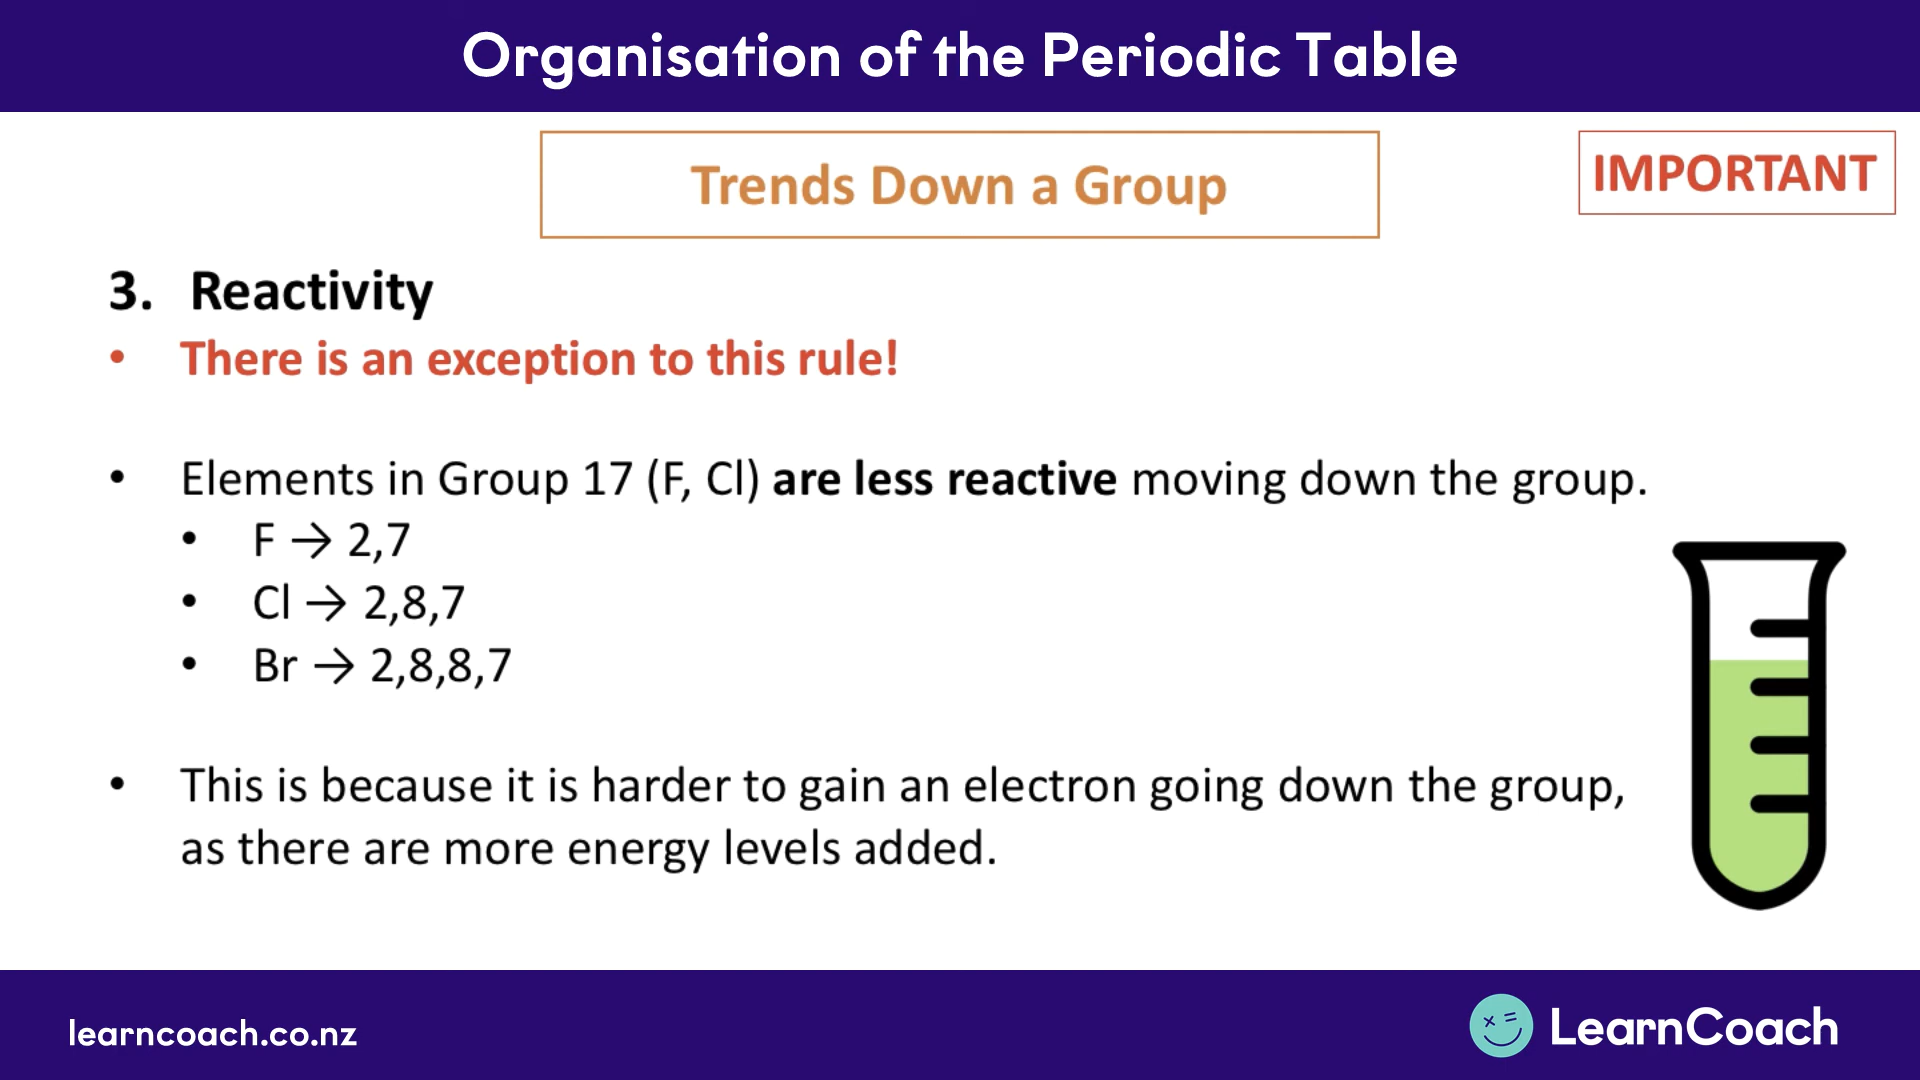 Organisation of the Periodic Table
Trends Down a Group
IMPORTANT
3. Reactivity
• There is an exception to this rule!
• Elements in Group 17 (F, Cl) are less reactive moving down the group.
• F → 2,7
• Cl → 2,8,7
• Br → 2,8,8,7
• This is because it is harder to gain an electron going down the group,
as there are more energy levels added.
learncoach.co.nz
LearnCoach